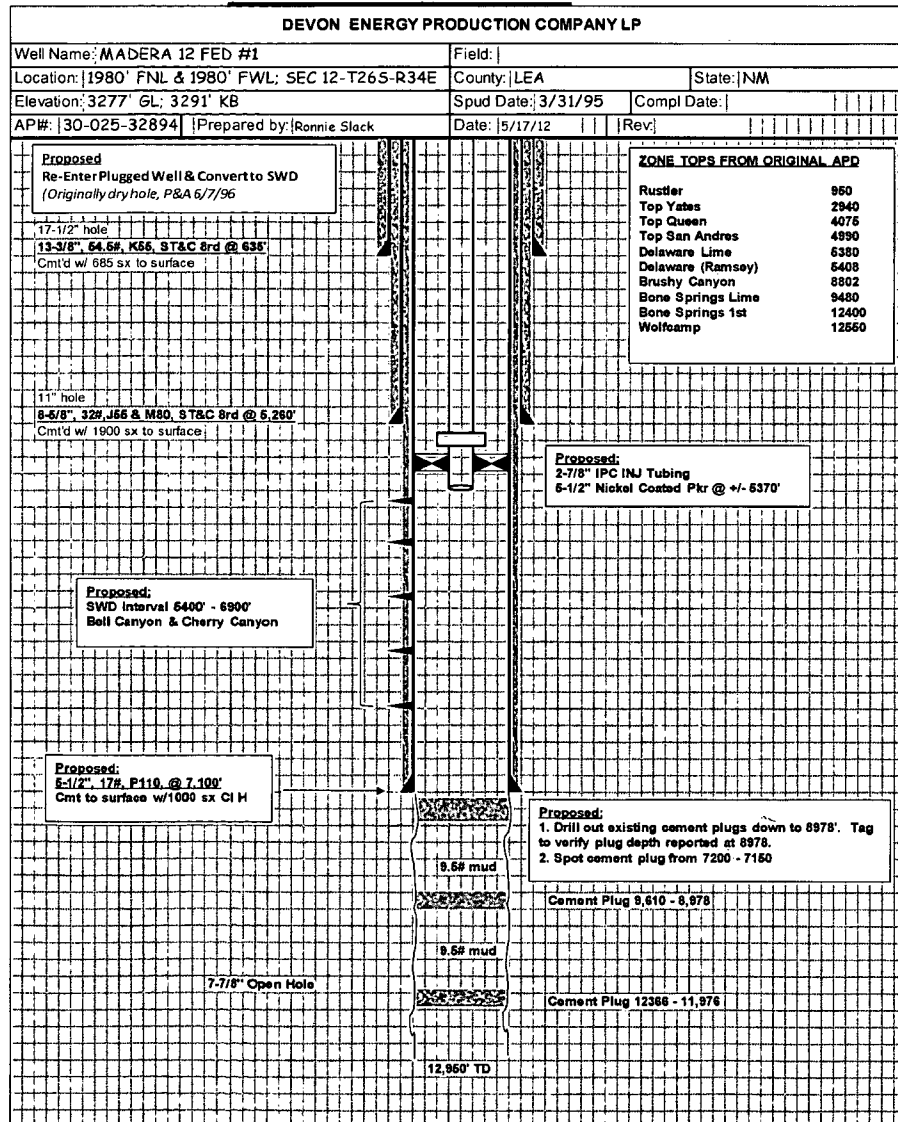 DEVON ENERGY PRODUCTION COMPANY LP
Well Name: MADERA 12 FED #1 Field:
Location: 1980' FNL & 1980' FWL; SEC 12-T26S-R34E County: LEA State: NM
Elevation: 3277' GL; 3291' KB Spud Date: 3/31/95 Compl Date:
API#: 30-025-32894 Prepared by: Ronnie Slack Date: 5/17/12 Rev:
Proposed
Re-Enter Plugged Well & Convert to SWD
(Originally dry hole, P&A 6/7/96
17-1/2" hole
13-3/8", 54.5#, K55, ST&C 8rd @ 635'
Cmt'd w/ 685 sx to surface
ZONE TOPS FROM ORIGINAL APD
Rustler 950
Top Yates 2940
Top Queen 4075
Top San Andres 4990
Delaware Lime 5380
Delaware (Ramsey) 5408
Brushy Canyon 8802
Bone Springs Lime 9480
Bone Springs 1st 12400
Wolfcamp 12550
11" hole
8-5/8", 32#, J55 & M80, ST&C 8rd @ 5,260'
Cmt'd w/ 1900 sx to surface
Proposed:
2-7/8" IPC INJ Tubing
5-1/2" Nickel Coated Pkr @ +/- 5370'
Proposed:
SWD Interval 5400' - 6900'
Bell Canyon & Cherry Canyon
Proposed:
5-1/2", 17#, P110, @ 7,100'
Cmt to surface w/1000 sx Cl H
Proposed:
1. Drill out existing cement plugs down to 8978'. Tag
to verify plug depth reported at 8978.
2. Spot cement plug from 7200 - 7150
9.5# mud
Cement Plug 9,610 - 8,978
9.5# mud
7-7/8" Open Hole
Cement Plug 12366 - 11,976
12,950' TD